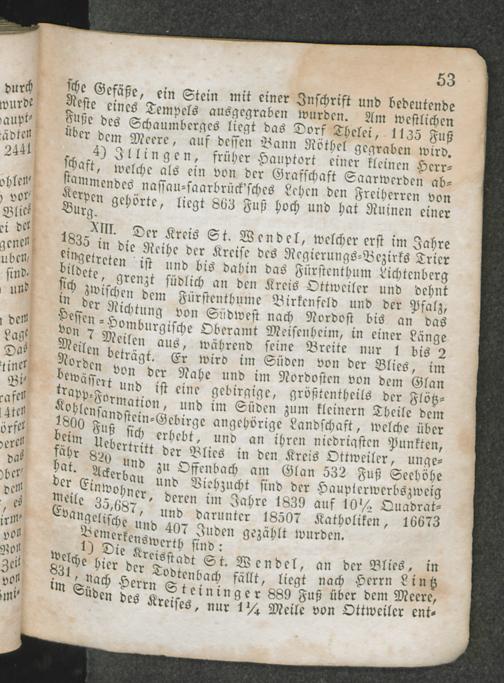 53
sche Gefäße, ein Stein mit einer Inschrift und bedeutende
Reste eines Tempels ausgegraben wurden. Am westlichen
Fuße des Schaumberges liegt das Dorf Thelei, 1135 Fuß
über dem Meere, auf dessen Bann Röthel gegraben wird.
4) Illingen, früher Hauptort einer kleinen Herr-
schaft, welche als ein von der Grafschaft Saarwerden ab-
stammendes nassau-saarbrück'sches Lehen den Freiherren von
Kerpen gehörte, liegt 863 Fuß hoch und hat Ruinen einer
Burg.
XIII. Der Kreis St. Wendel, welcher erst im Jahre
1835 in die Reihe der Kreise des Regierungs-Bezirks Trier
eingetreten ist und bis dahin das Fürstenthum Lichtenberg
bildete, grenzt südlich an den Kreis Ottweiler und dehnt
sich zwischen dem Fürstenthume Birkenfeld und der Pfalz,
in der Richtung von Südwest nach Nordost bis an das
Hessen-Homburgische Oberamt Meisenheim, in einer Länge
von 7 Meilen aus, während seine Breite nur 1 bis 2
Meilen beträgt. Er wird im Süden von der Blies, im
Norden von der Nahe und im Nordosten von dem Glan
bewässert und ist eine gebirgige, größtentheils der Flötz-
trapp-Formation, und im Süden zum kleinern Theile dem
Kohlensandstein-Gebirge angehörige Landschaft, welche über
1800 Fuß sich erhebt, und an ihren niedrigsten Punkten,
beim Uebertritt der Blies in den Kreis Ottweiler, unge-
fähr 820 und zu Offenbach am Glan 532 Fuß Seehöhe
hat. Ackerbau und Viehzucht sind der Haupterwerbszweig
der Einwohner, deren im Jahre 1839 auf 10½ Quadrat-
meile 35,687, und darunter 18507 Katholiken, 16673
Evangelische und 407 Juden gezählt wurden.
Bemerkenswerth sind:
1) Die Kreisstadt St. Wendel, an der Blies, in
welche hier der Todtenbach fällt, liegt nach Herrn Lintz
831, nach Herrn Steininger 889 Fuß über dem Meere,
im Süden des Kreises, nur 1¼ Meile von Ottweiler ent-